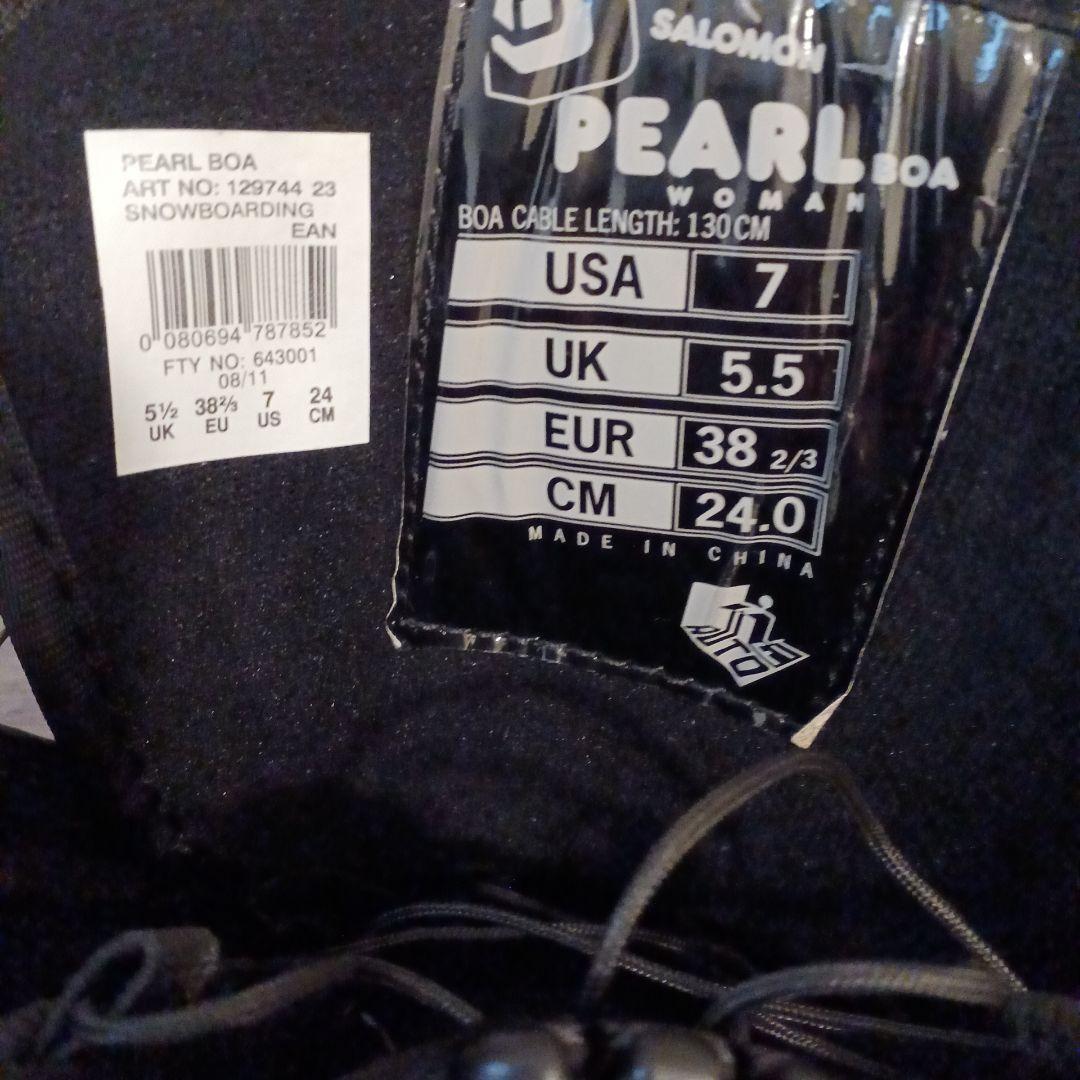 PEARL BOA
ART NO: 129744 23
SNOWBOARDING
EAN
0 080694 787852
FTY NO: 643001
08/11
5½ 38⅔ 7 24
UK EU US CM
SALOMON
PEARL BOA
WOMAN
BOA CABLE LENGTH: 130 CM
USA 7
UK 5.5
EUR 38 2/3
CM 24.0
MADE IN CHINA